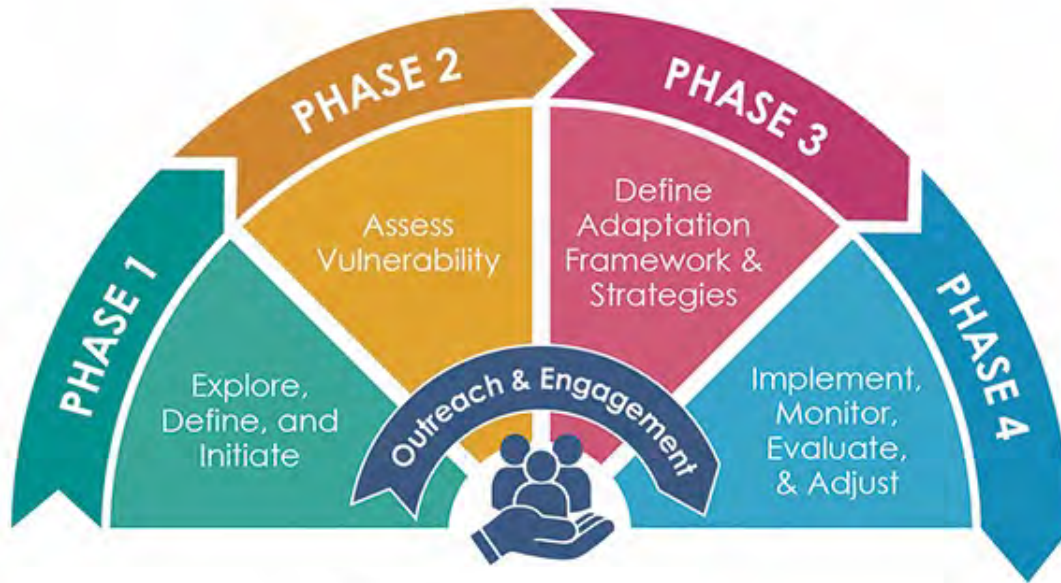 PHASE 1
Explore,
Define, and
Initiate
PHASE 2
Assess
Vulnerability
PHASE 3
Define
Adaptation
Framework &
Strategies
PHASE 4
Implement,
Monitor,
Evaluate,
& Adjust
Outreach & Engagement